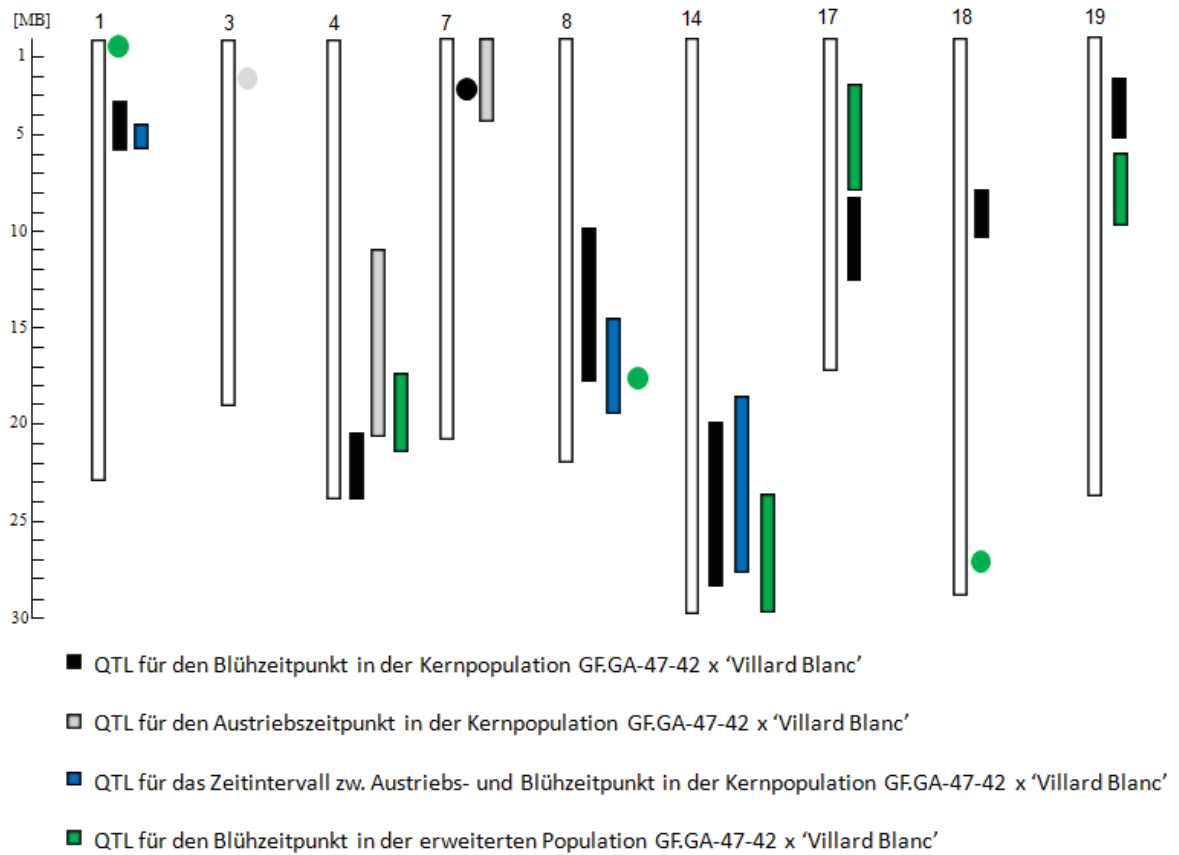 [MB] 1 3 4 7 8 14 17 18 19
1
5
10
15
20
25
30
QTL für den Blühzeitpunkt in der Kernpopulation GF.GA-47-42 x ‘Villard Blanc’
QTL für den Austriebszeitpunkt in der Kernpopulation GF.GA-47-42 x ‘Villard Blanc’
QTL für das Zeitintervall zw. Austriebs- und Blühzeitpunkt in der Kernpopulation GF.GA-47-42 x ‘Villard Blanc’
QTL für den Blühzeitpunkt in der erweiterten Population GF.GA-47-42 x ‘Villard Blanc’